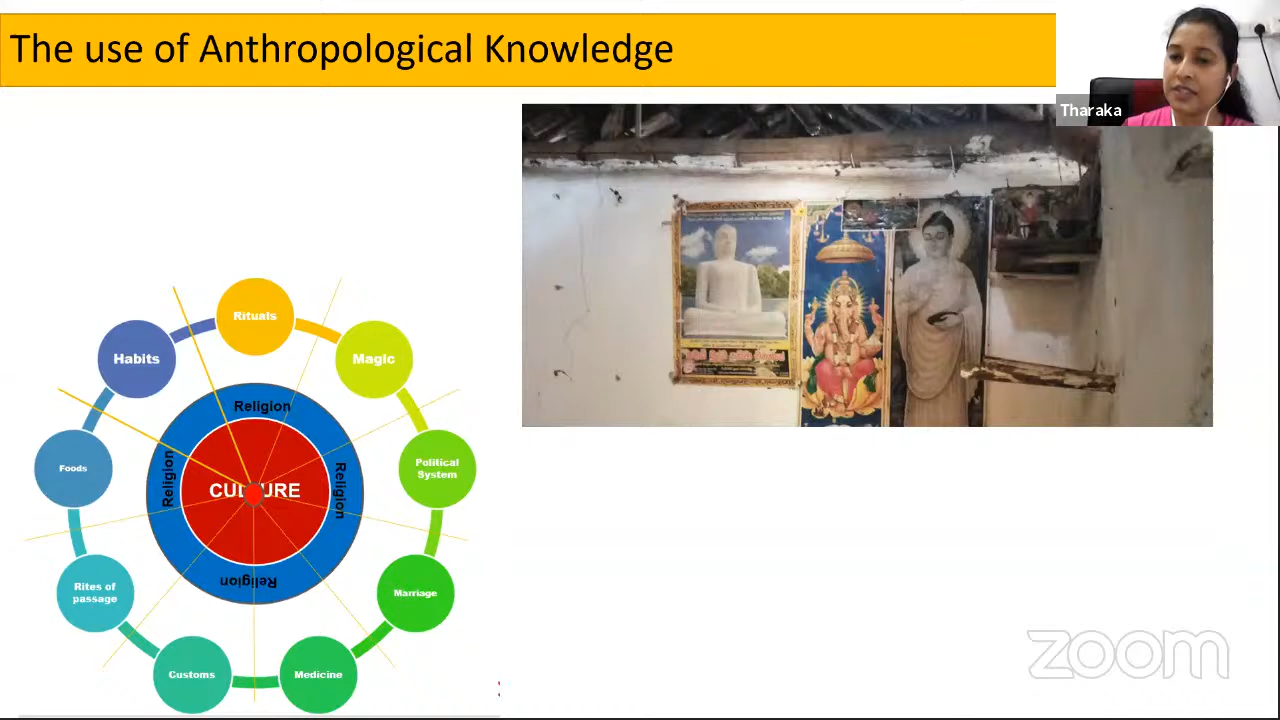 The use of Anthropological Knowledge
Tharaka
Rituals
Habits
Magic
Religion
Foods
Religion
CULTURE
Religion
Political
System
Religion
Rites of
passage
Marriage
Customs
Medicine
zoom